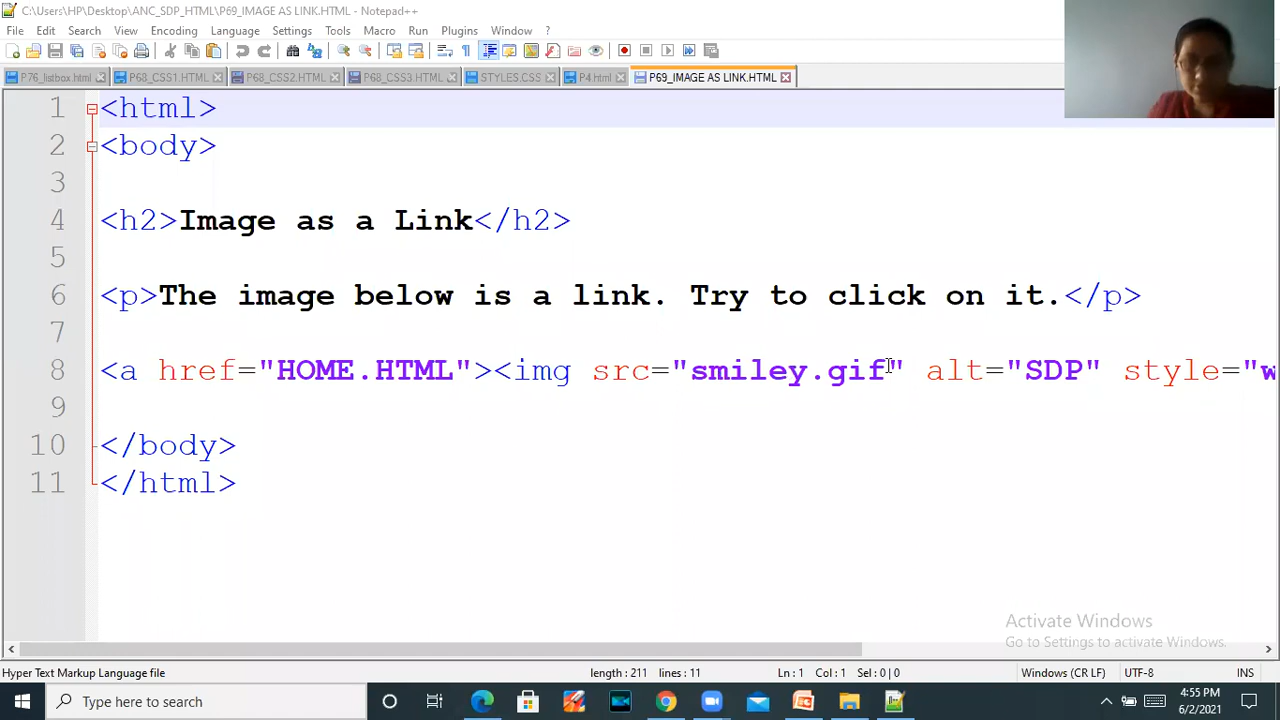 C:\Users\HP\Desktop\ANC_SDP_HTML\P69_IMAGE AS LINK.HTML - Notepad++
File Edit Search View Encoding Language Settings Tools Macro Run Plugins Window ?
P76_listbox.html P68_CSS1.HTML P68_CSS2.HTML P68_CSS3.HTML STYLES.CSS P4.html P69_IMAGE AS LINK.HTML
1 <html>
2 <body>
3
4 <h2>Image as a Link</h2>
5
6 <p>The image below is a link. Try to click on it.</p>
7
8 <a href="HOME.HTML"><img src="smiley.gif" alt="SDP" style="w
9
10 </body>
11 </html>
Activate Windows
Go to Settings to activate Windows.
Hyper Text Markup Language file length : 211 lines : 11 Ln : 1 Col : 1 Sel : 0 | 0 Windows (CR LF) UTF-8 INS
Type here to search
4:55 PM
6/2/2021